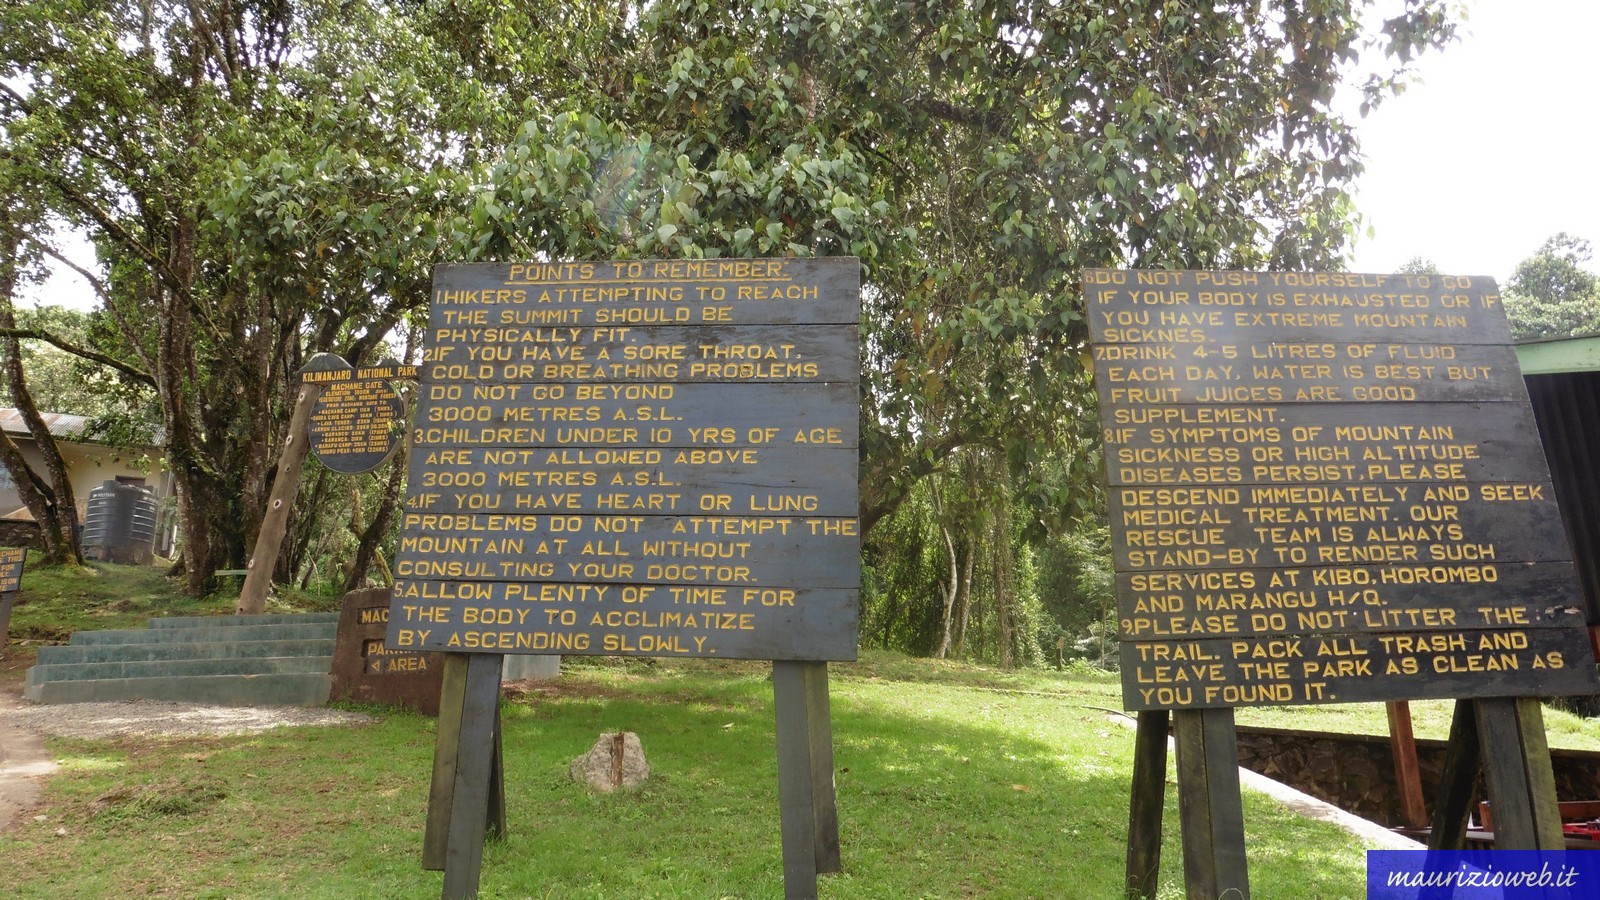 POINTS TO REMEMBER.
1.HIKERS ATTEMPTING TO REACH
THE SUMMIT SHOULD BE
PHYSICALLY FIT.
2.IF YOU HAVE A SORE THROAT,
COLD OR BREATHING PROBLEMS
DO NOT GO BEYOND
3000 METRES A.S.L.
3.CHILDREN UNDER 10 YRS OF AGE
ARE NOT ALLOWED ABOVE
3000 METRES A.S.L.
4.IF YOU HAVE HEART OR LUNG
PROBLEMS DO NOT ATTEMPT THE
MOUNTAIN AT ALL WITHOUT
CONSULTING YOUR DOCTOR.
5.ALLOW PLENTY OF TIME FOR
THE BODY TO ACCLIMATIZE
BY ASCENDING SLOWLY.
6DO NOT PUSH YOURSELF TO GO
IF YOUR BODY IS EXHAUSTED OR IF
YOU HAVE EXTREME MOUNTAIN
SICKNES.
7.DRINK 4-5 LITRES OF FLUID
EACH DAY, WATER IS BEST BUT
FRUIT JUICES ARE GOOD
SUPPLEMENT.
8.IF SYMPTOMS OF MOUNTAIN
SICKNESS OR HIGH ALTITUDE
DISEASES PERSIST,PLEASE
DESCEND IMMEDIATELY AND SEEK
MEDICAL TREATMENT. OUR
RESCUE TEAM IS ALWAYS
STAND-BY TO RENDER SUCH
SERVICES AT KIBO,HOROMBO
AND MARANGU H/Q.
9.PLEASE DO NOT LITTER THE
TRAIL. PACK ALL TRASH AND
LEAVE THE PARK AS CLEAN AS
YOU FOUND IT.
KILIMANJARO NATIONAL PARK
MACHAME GATE
AREA
maurizioweb.it